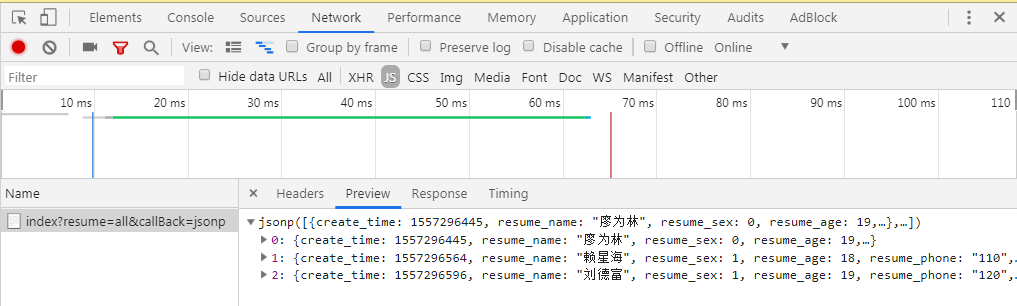 Elements Console Sources Network Performance Memory Application Security Audits AdBlock
View: Group by frame Preserve log Disable cache Offline Online
Filter Hide data URLs All XHR JS CSS Img Media Font Doc WS Manifest Other
10 ms 20 ms 30 ms 40 ms 50 ms 60 ms 70 ms 80 ms 90 ms 100 ms 110
Name × Headers Preview Response Timing
index?resume=all&callBack=jsonp
▼jsonp([{create_time: 1557296445, resume_name: "廖为林", resume_sex: 0, resume_age: 19,…},…])
▶0: {create_time: 1557296445, resume_name: "廖为林", resume_sex: 0, resume_age: 19,…}
▶1: {create_time: 1557296564, resume_name: "赖星海", resume_sex: 1, resume_age: 18, resume_phone: "110",…
▶2: {create_time: 1557296596, resume_name: "刘德富", resume_sex: 1, resume_age: 19, resume_phone: "120",…